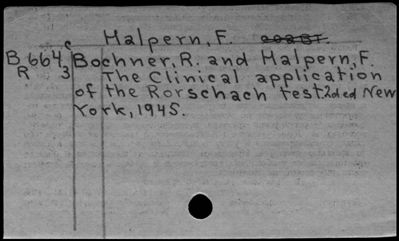 Halpern, F.
B 664 c Bochner, R. and Halpern, F.
R 3 The Clinical application
of the Rorschach test. 2d ed New
York, 1945.